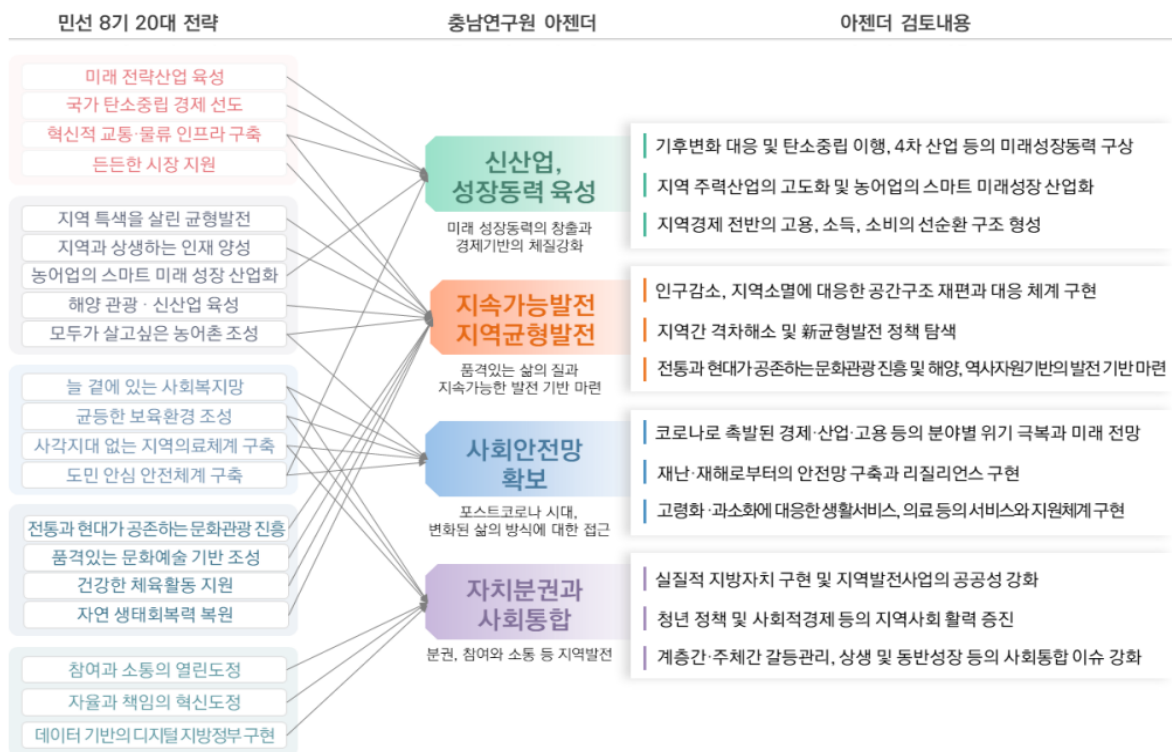 민선 8기 20대 전략
충남연구원 아젠더
아젠더 검토내용
미래 전략산업 육성
국가 탄소중립 경제 선도
혁신적 교통·물류 인프라 구축
든든한 시장 지원
지역 특색을 살린 균형발전
지역과 상생하는 인재 양성
농어업의 스마트 미래 성장 산업화
해양 관광 · 신산업 육성
모두가 살고싶은 농어촌 조성
늘 곁에 있는 사회복지망
균등한 보육환경 조성
사각지대 없는 지역의료체계 구축
도민 안심 안전체계 구축
전통과 현대가 공존하는 문화관광 진흥
품격있는 문화예술 기반 조성
건강한 체육활동 지원
자연 생태회복력 복원
참여과 소통의 열린도정
자율과 책임의 혁신도정
데이터 기반의 디지털 지방정부 구현
신산업,
성장동력 육성
미래 성장동력의 창출과
경제기반의 체질강화
기후변화 대응 및 탄소중립 이행, 4차 산업 등의 미래성장동력 구상
지역 주력산업의 고도화 및 농어업의 스마트 미래성장 산업화
지역경제 전반의 고용, 소득, 소비의 선순환 구조 형성
지속가능발전
지역균형발전
품격있는 삶의 질과
지속가능한 발전 기반 마련
인구감소, 지역소멸에 대응한 공간구조 재편과 대응 체계 구현
지역간 격차해소 및 新균형발전 정책 탐색
전통과 현대가 공존하는 문화관광 진흥 및 해양, 역사자원기반의 발전 기반 마련
사회안전망
확보
포스트코로나 시대,
변화된 삶의 방식에 대한 접근
코로나로 촉발된 경제·산업·고용 등의 분야별 위기 극복과 미래 전망
재난·재해로부터의 안전망 구축과 리질리언스 구현
고령화·과소화에 대응한 생활서비스, 의료 등의 서비스와 지원체계 구현
자치분권과
사회통합
분권, 참여와 소통 등 지역발전
실질적 지방자치 구현 및 지역발전사업의 공공성 강화
청년 정책 및 사회적경제 등의 지역사회 활력 증진
계층간·주체간 갈등관리, 상생 및 동반성장 등의 사회통합 이슈 강화